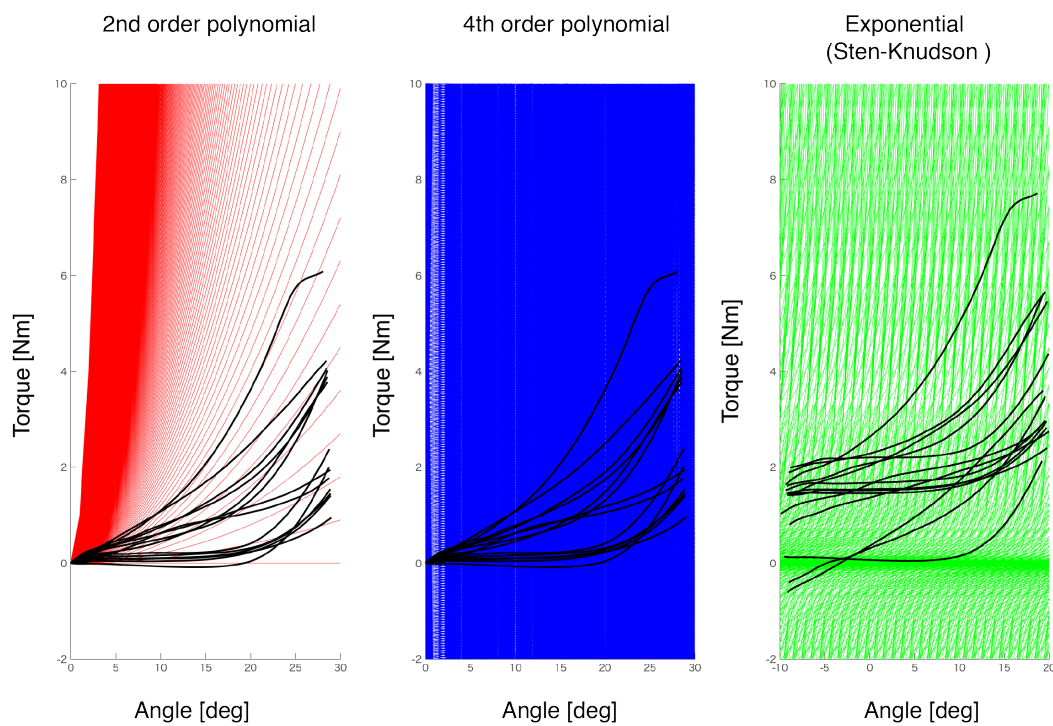 2nd order polynomial
4th order polynomial
Exponential
(Sten-Knudson )
10
8
6
4
2
0
-2
0 5 10 15 20 25 30
Torque [Nm]
Angle [deg]
10
8
6
4
2
0
-2
0 5 10 15 20 25 30
Torque [Nm]
Angle [deg]
10
8
6
4
2
0
-2
-10 -5 0 5 10 15 20
Torque [Nm]
Angle [deg]